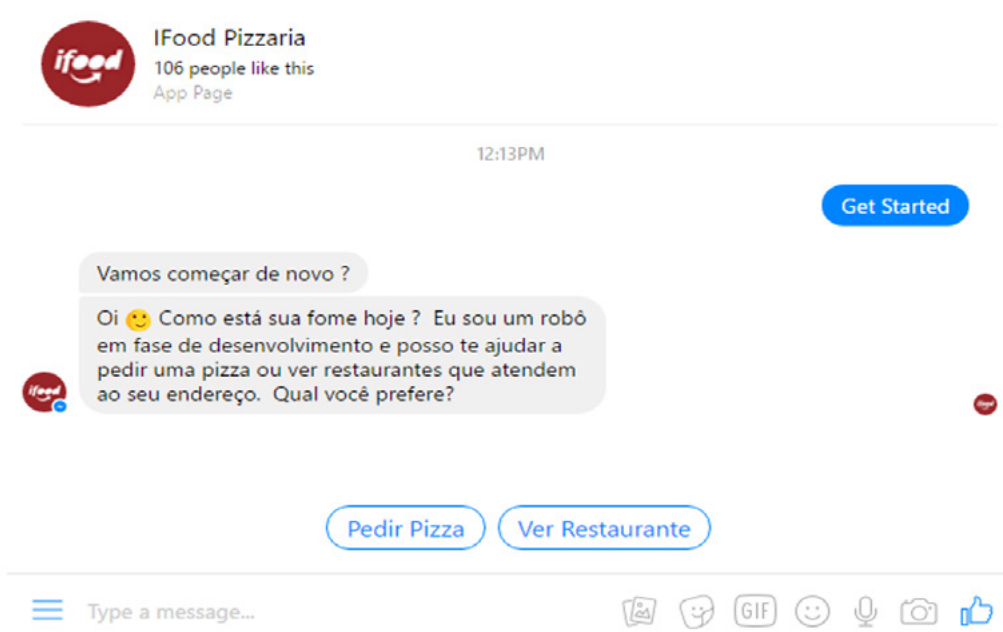 ifood
IFood Pizzaria
106 people like this
App Page
12:13PM
Get Started
Vamos começar de novo ?
Oi 🙂 Como está sua fome hoje ? Eu sou um robô
em fase de desenvolvimento e posso te ajudar a
pedir uma pizza ou ver restaurantes que atendem
ao seu endereço. Qual você prefere?
ifood
ifood
Pedir Pizza
Ver Restaurante
Type a message...
GIF